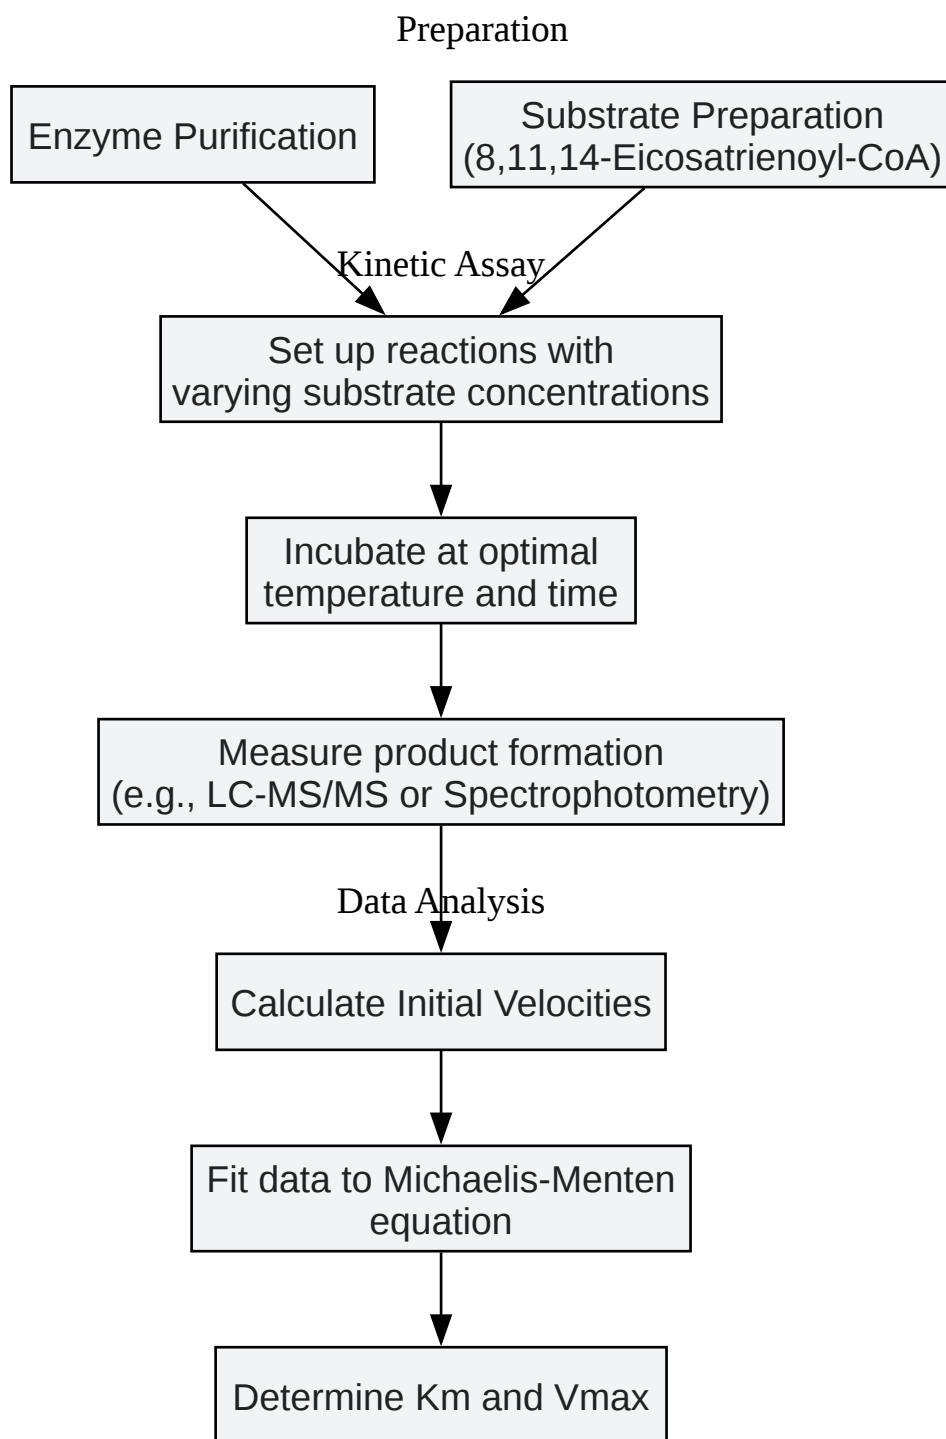 Preparation
Enzyme Purification
Substrate Preparation
(8,11,14-Eicosatrienoyl-CoA)
Kinetic Assay
Set up reactions with
varying substrate concentrations
Incubate at optimal
temperature and time
Measure product formation
(e.g., LC-MS/MS or Spectrophotometry)
Data Analysis
Calculate Initial Velocities
Fit data to Michaelis-Menten
equation
Determine Km and Vmax